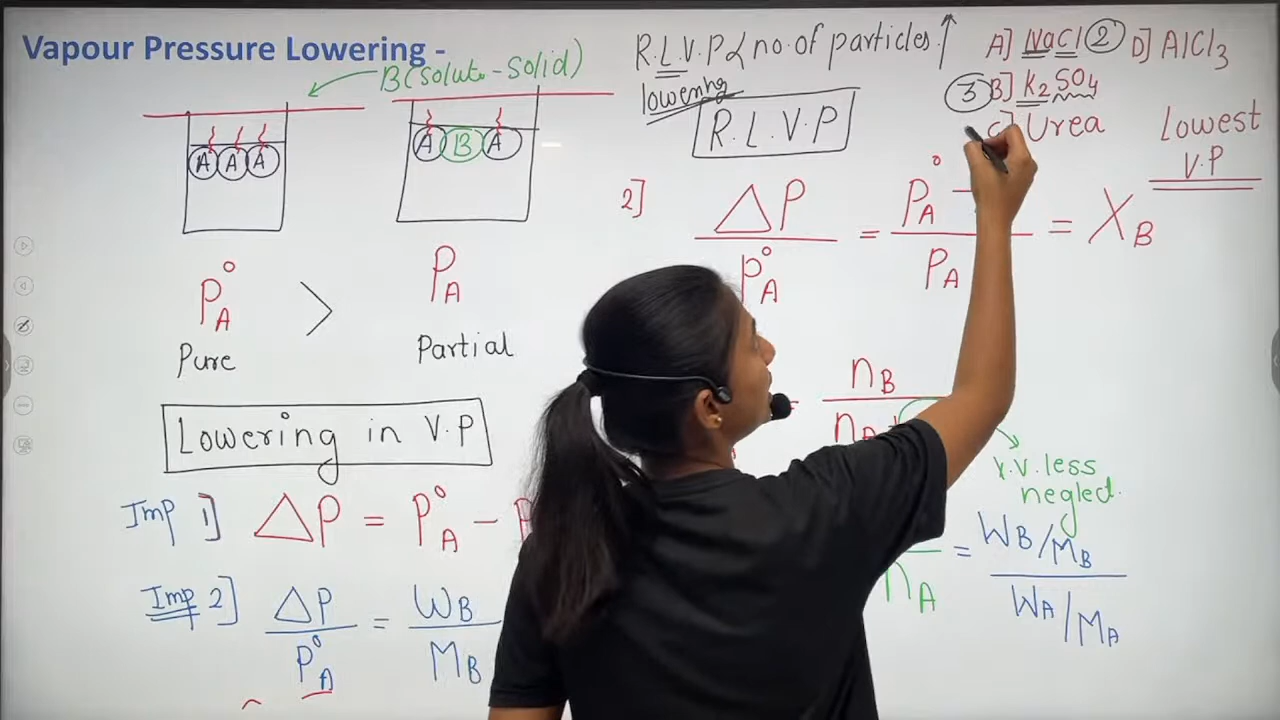 Vapour Pressure Lowering -
B(Solute-Solid)
A A A
A B A
P°A > PA
Pure
Partial
Lowering in V.P
Imp 1] ΔP = P°A - P
Imp 2] ΔP/P°A = WB/MB
R.L.V.P α no. of particles ↑
lowering
R.L.V.P
A] NaCl 2 D] AlCl3
3 B] K2SO4
C] Urea
Lowest
V.P
2] ΔP/P°A = P°A - /PA = XB
nB/nA+
V.V.less
neglect.
nA = WB/MB / WA/MA